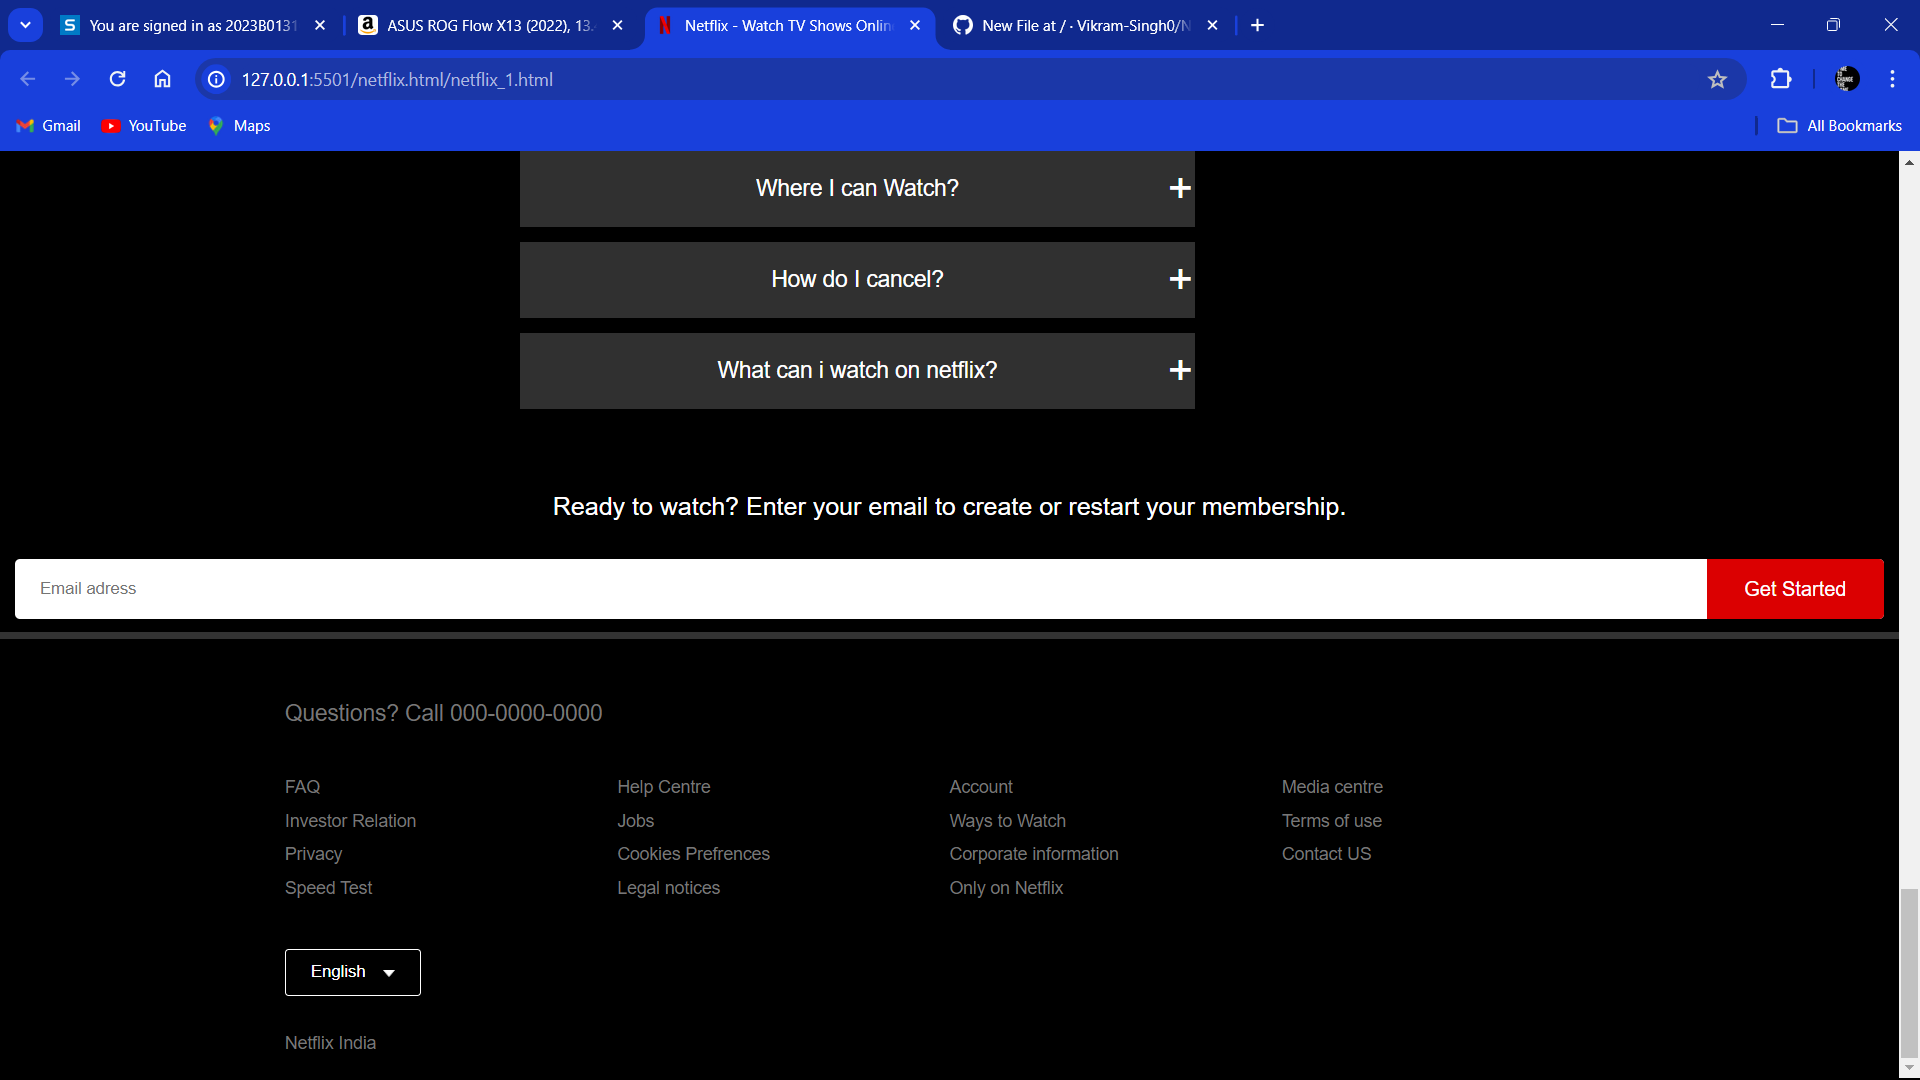 You are signed in as 2023B0131
ASUS ROG Flow X13 (2022), 13.
Netflix - Watch TV Shows Onlin
New File at / · Vikram-Singh0/N
127.0.0.1:5501/netflix.html/netflix_1.html
Gmail
YouTube
Maps
All Bookmarks
Where I can Watch?
How do I cancel?
What can i watch on netflix?
Ready to watch? Enter your email to create or restart your membership.
Email adress
Get Started
Questions? Call 000-0000-0000
FAQ Help Centre Account Media centre
Investor Relation Jobs Ways to Watch Terms of use
Privacy Cookies Prefrences Corporate information Contact US
Speed Test Legal notices Only on Netflix
English
Netflix India